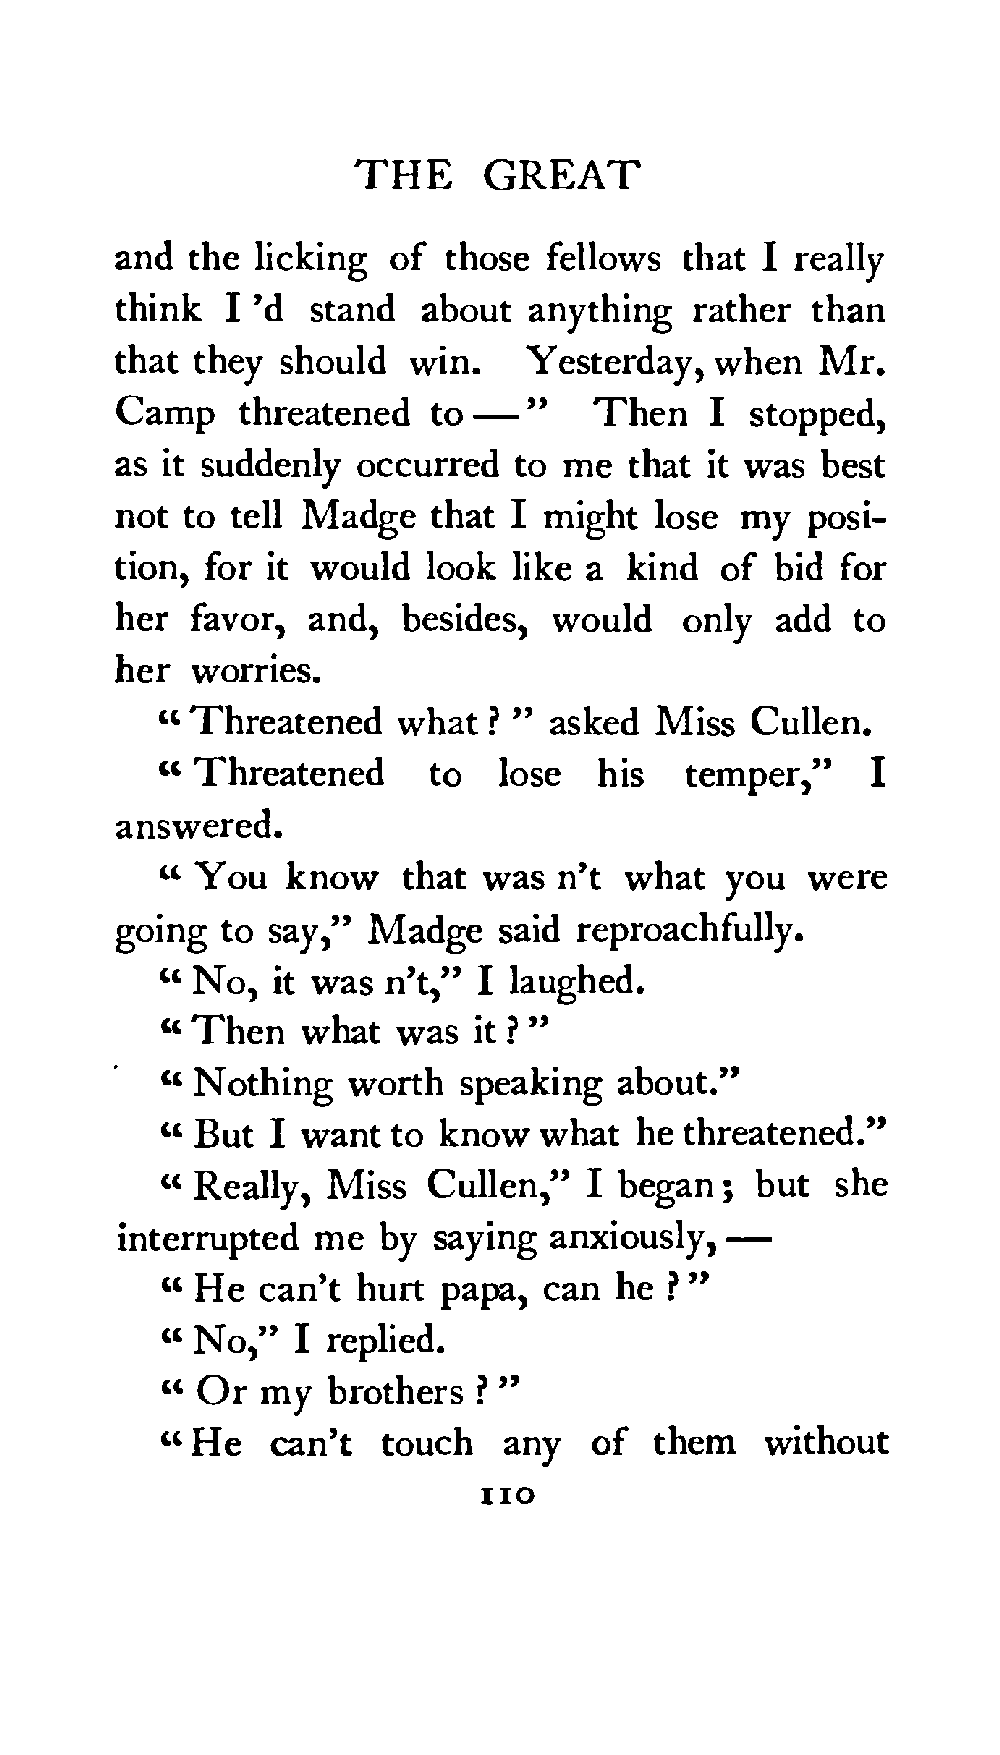 THE GREAT
and the licking of those fellows that I really
think I 'd stand about anything rather than
that they should win. Yesterday, when Mr.
Camp threatened to — ” Then I stopped,
as it suddenly occurred to me that it was best
not to tell Madge that I might lose my posi-
tion, for it would look like a kind of bid for
her favor, and, besides, would only add to
her worries.
“ Threatened what ? ” asked Miss Cullen.
“ Threatened to lose his temper,” I
answered.
“ You know that was n't what you were
going to say,” Madge said reproachfully.
“ No, it was n't,” I laughed.
“ Then what was it ? ”
“ Nothing worth speaking about.”
“ But I want to know what he threatened.”
“ Really, Miss Cullen,” I began ; but she
interrupted me by saying anxiously, —
“ He can't hurt papa, can he ? ”
“ No,” I replied.
“ Or my brothers ? ”
“ He can't touch any of them without
110